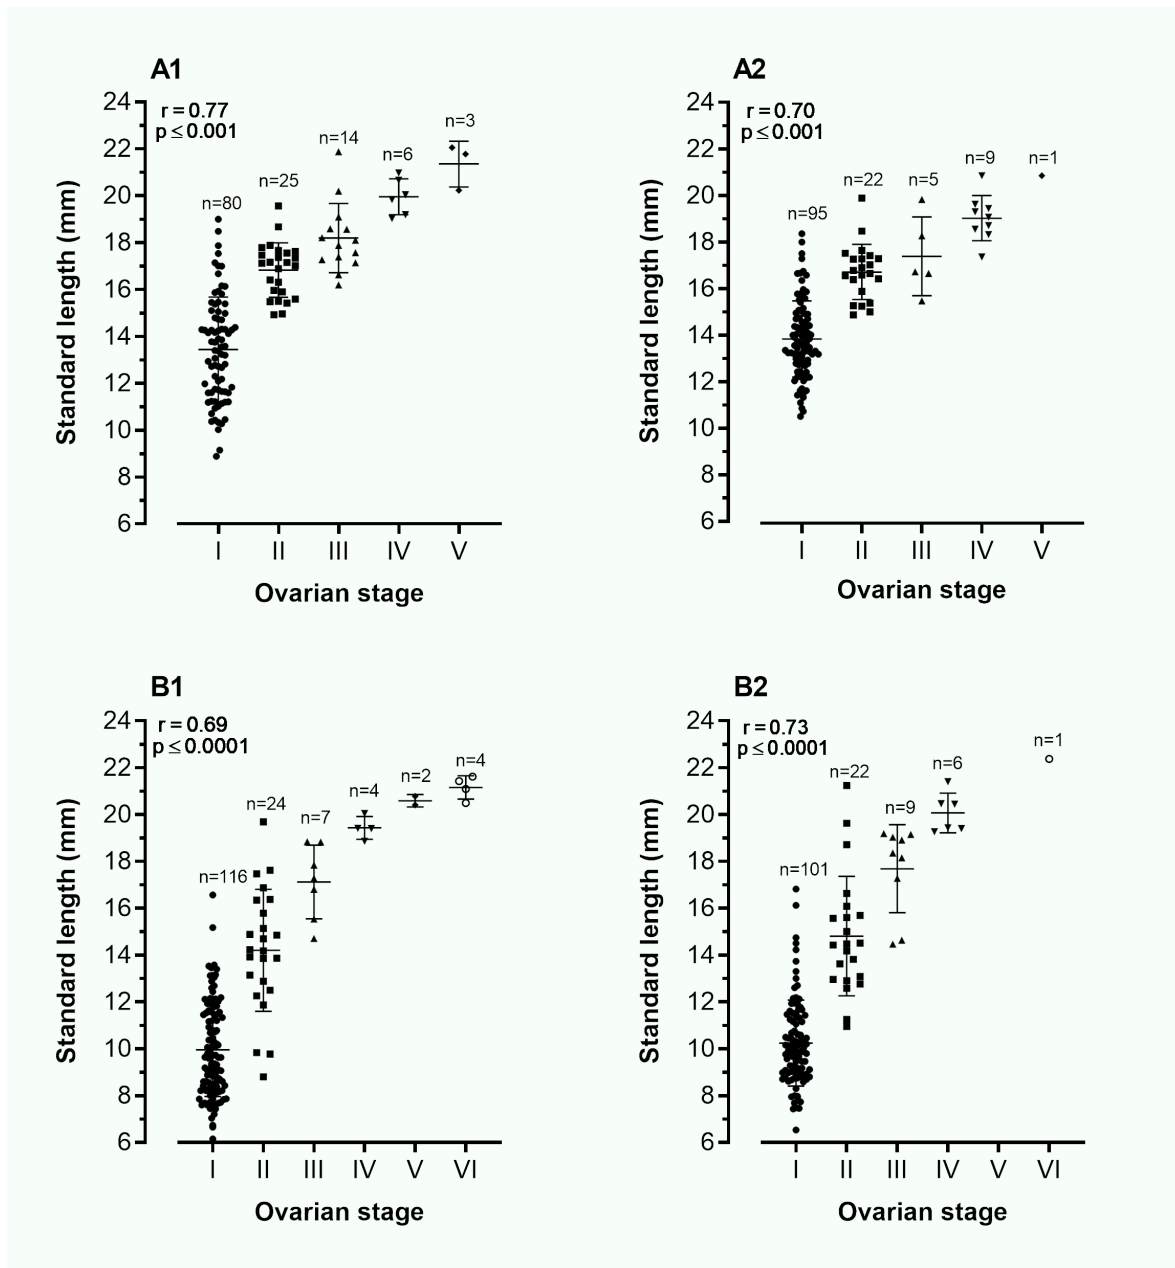 A1
r = 0.77
p ≤ 0.001
n=80
n=25
n=14
n=6
n=3
24
22
20
18
16
14
12
10
8
6
Standard length (mm)
I II III IV V
Ovarian stage
A2
r = 0.70
p ≤ 0.001
n=95
n=22
n=5
n=9
n=1
24
22
20
18
16
14
12
10
8
6
Standard length (mm)
I II III IV V
Ovarian stage
B1
r = 0.69
p ≤ 0.0001
n=116
n=24
n=7
n=4
n=2
n=4
24
22
20
18
16
14
12
10
8
6
Standard length (mm)
I II III IV V VI
Ovarian stage
B2
r = 0.73
p ≤ 0.0001
n=101
n=22
n=9
n=6
n=1
24
22
20
18
16
14
12
10
8
6
Standard length (mm)
I II III IV V VI
Ovarian stage